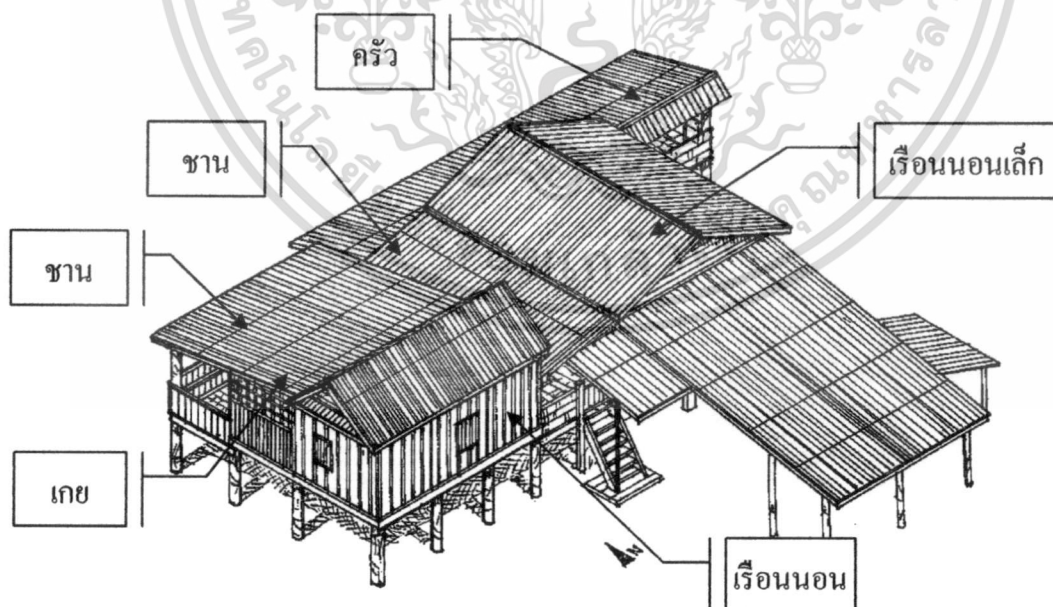 ครัว
ชาน
เรือนนอนเล็ก
ชาน
เกย
เรือนนอน